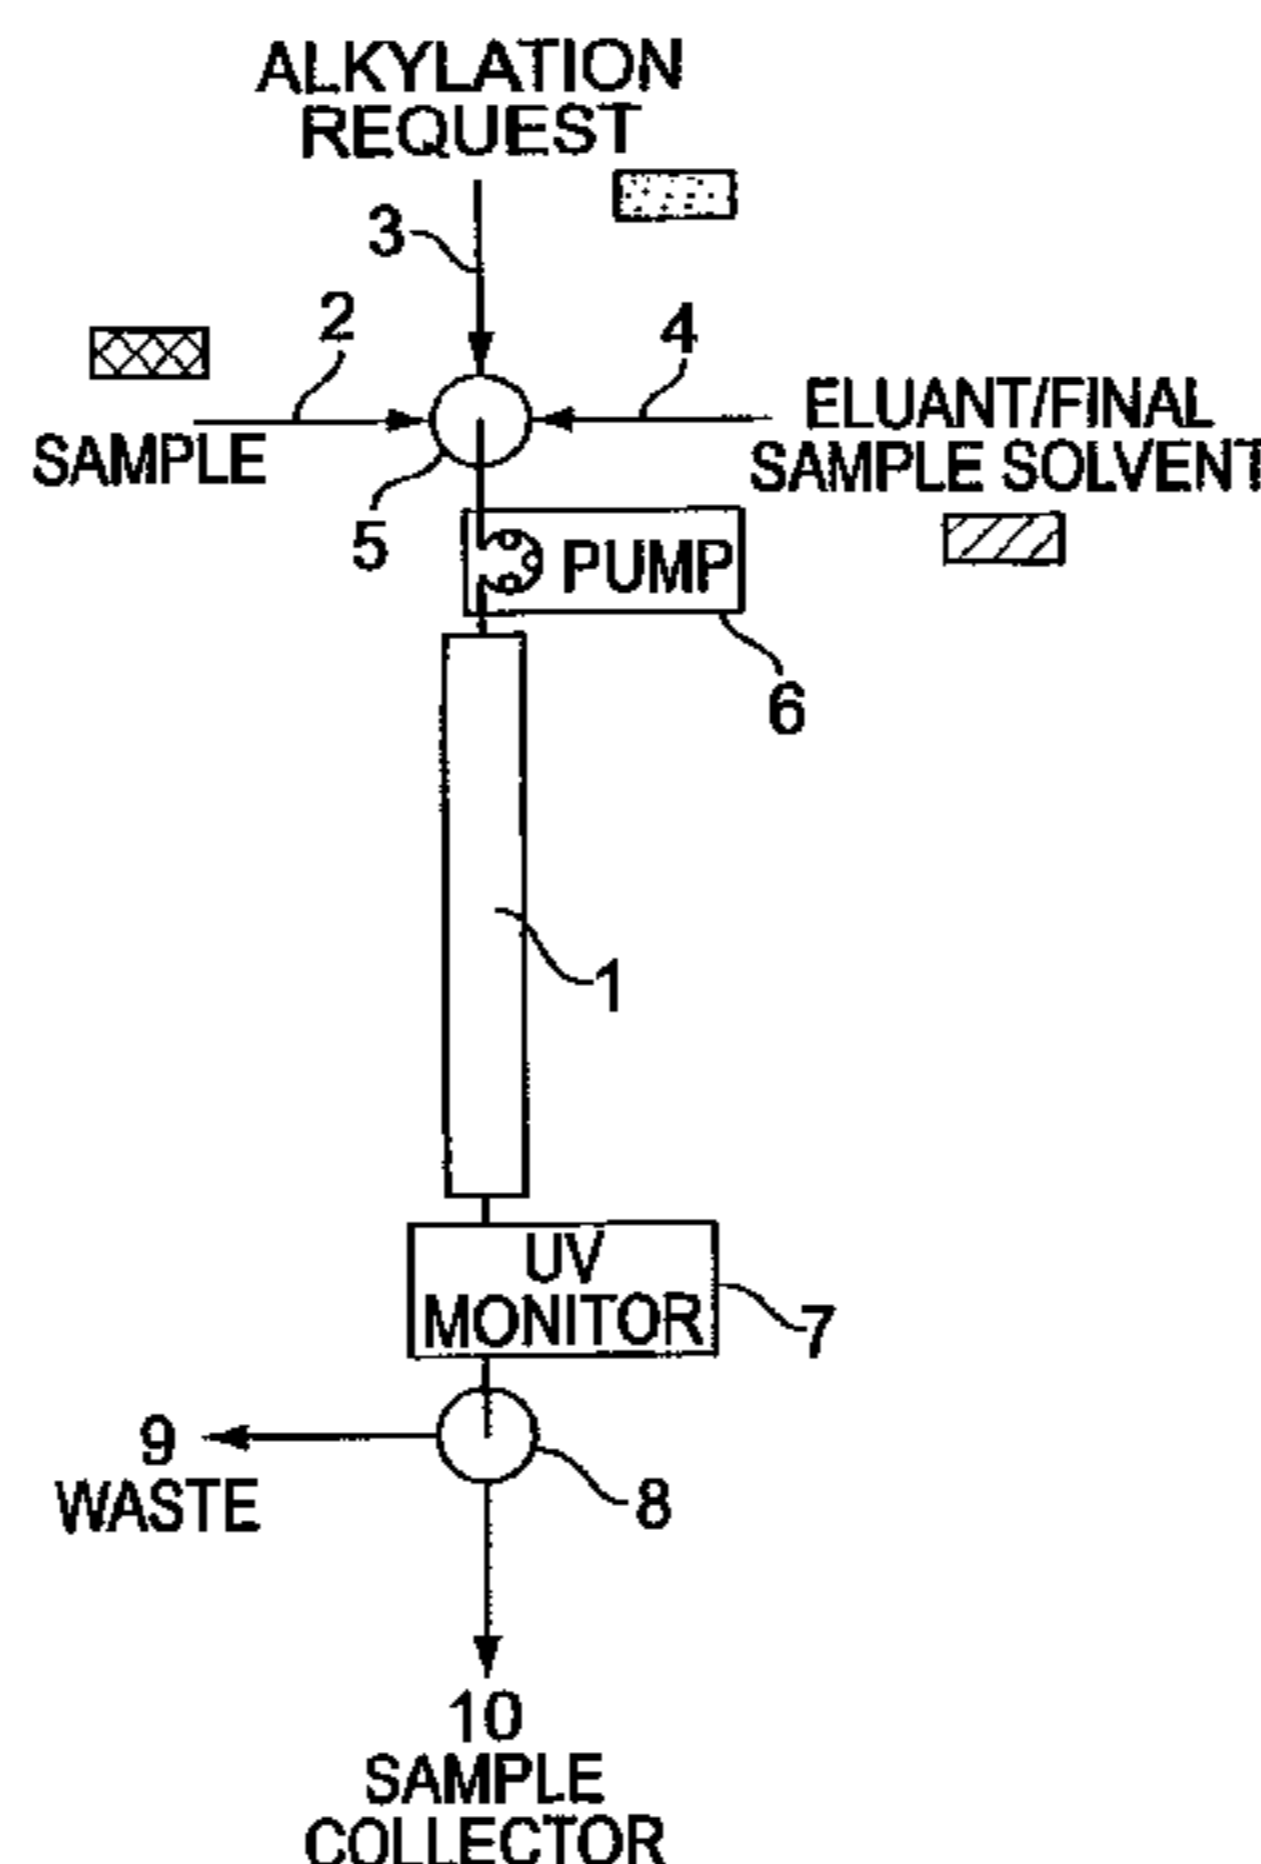 ALKYLATION
REQUEST
3
2
4
SAMPLE
ELUANT/FINAL
SAMPLE SOLVENT
5
PUMP
6
1
UV
MONITOR
7
9
WASTE
8
10
SAMPLE
COLLECTOR